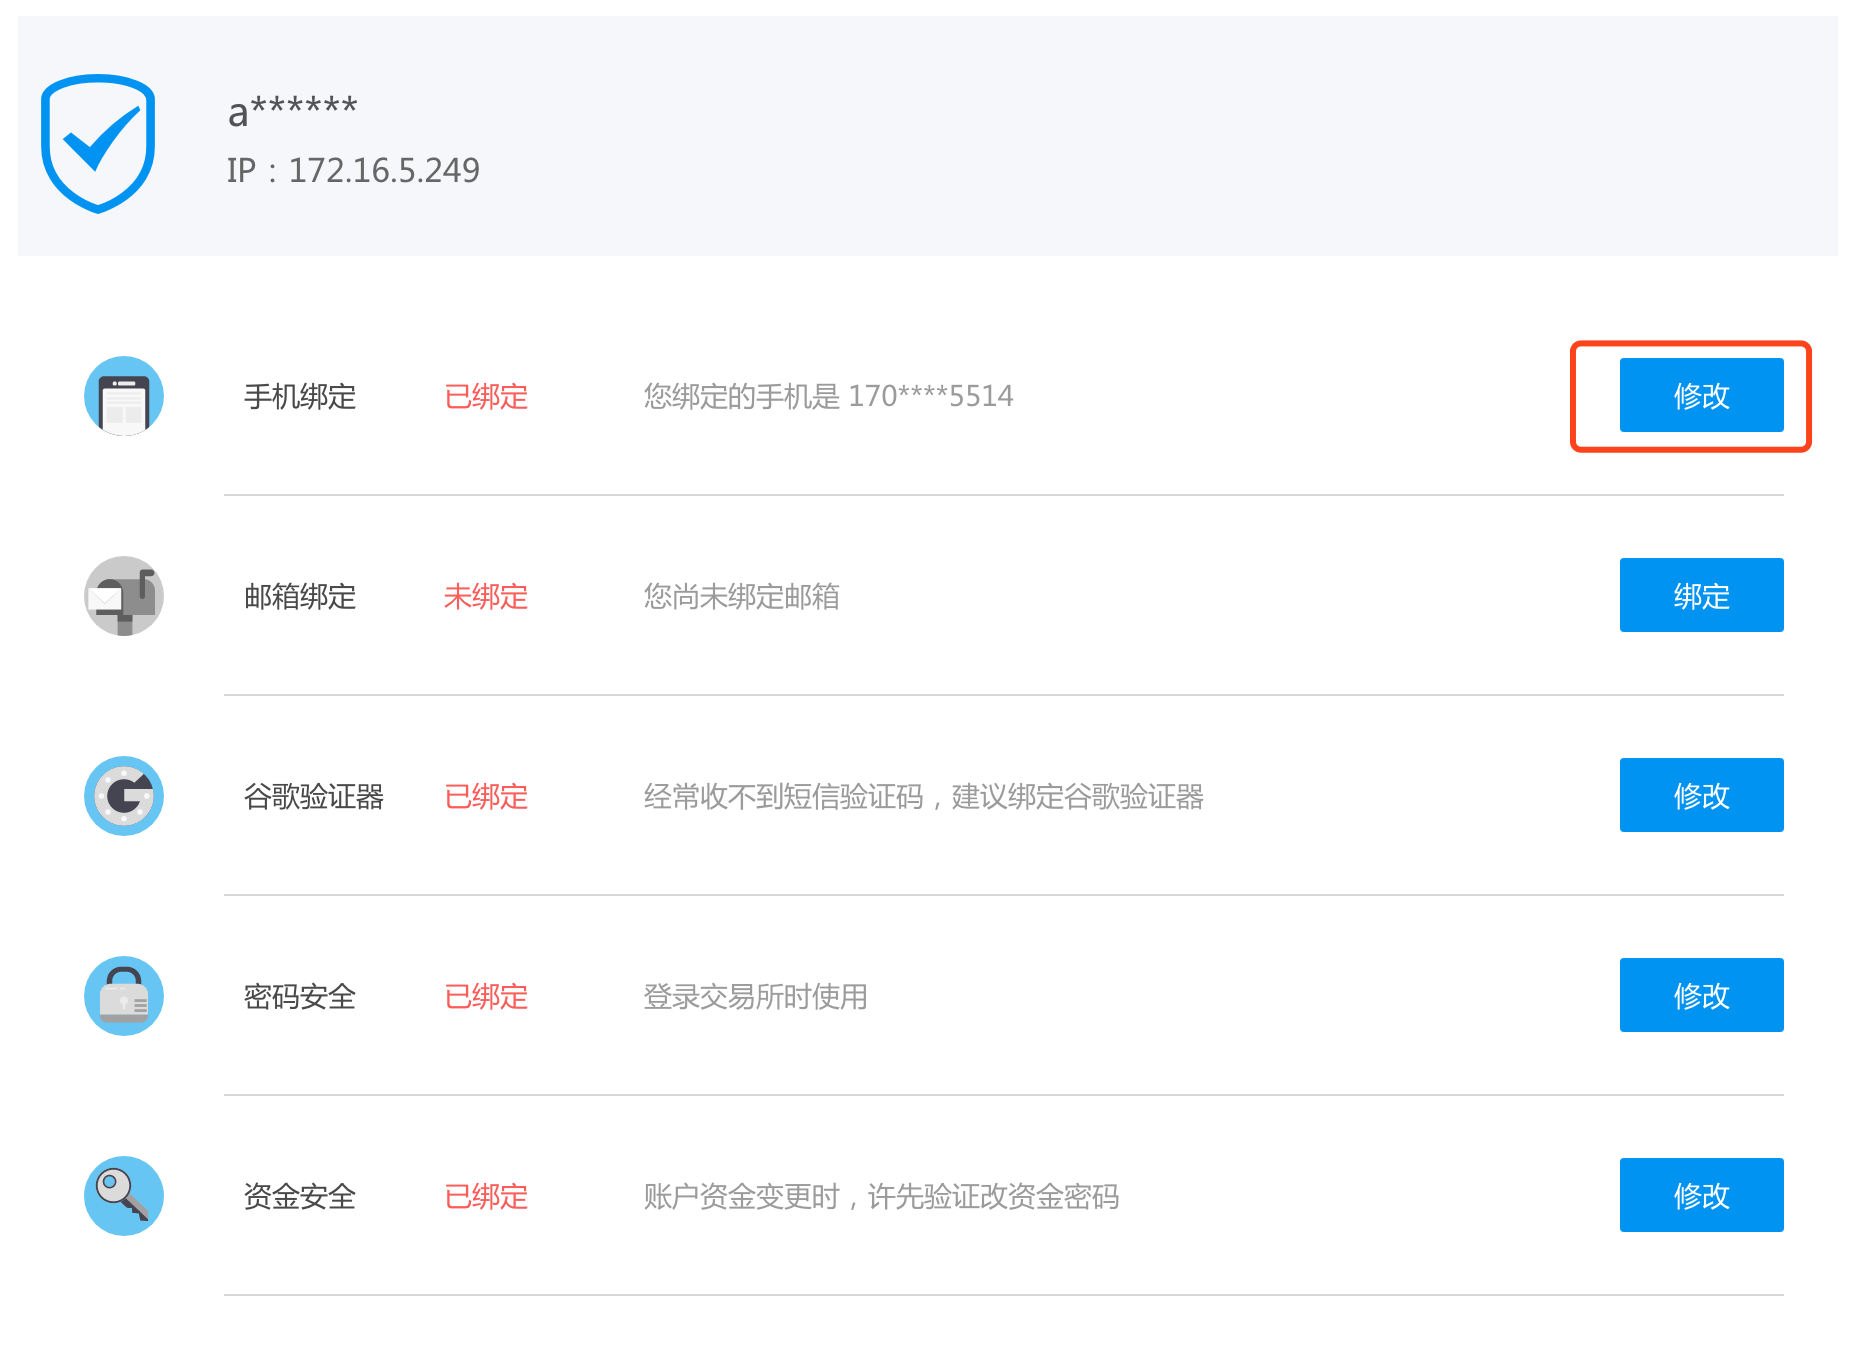 a******
IP：172.16.5.249
手机绑定 已绑定 您绑定的手机是 170****5514 修改
邮箱绑定 未绑定 您尚未绑定邮箱 绑定
谷歌验证器 已绑定 经常收不到短信验证码，建议绑定谷歌验证器 修改
密码安全 已绑定 登录交易所时使用 修改
资金安全 已绑定 账户资金变更时，许先验证改资金密码 修改